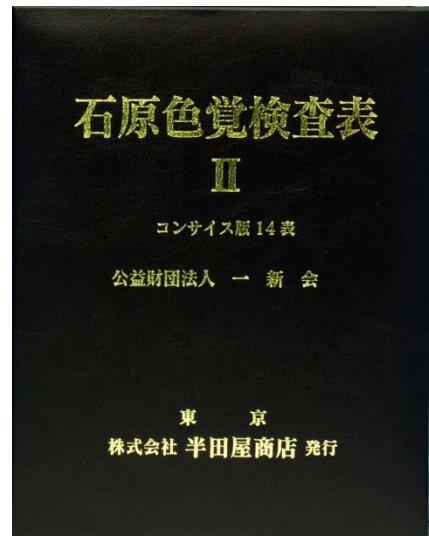 石原色覚検査表
II
コンサイス版14表
公益財団法人 一新会
東京
株式会社 半田屋商店 発行